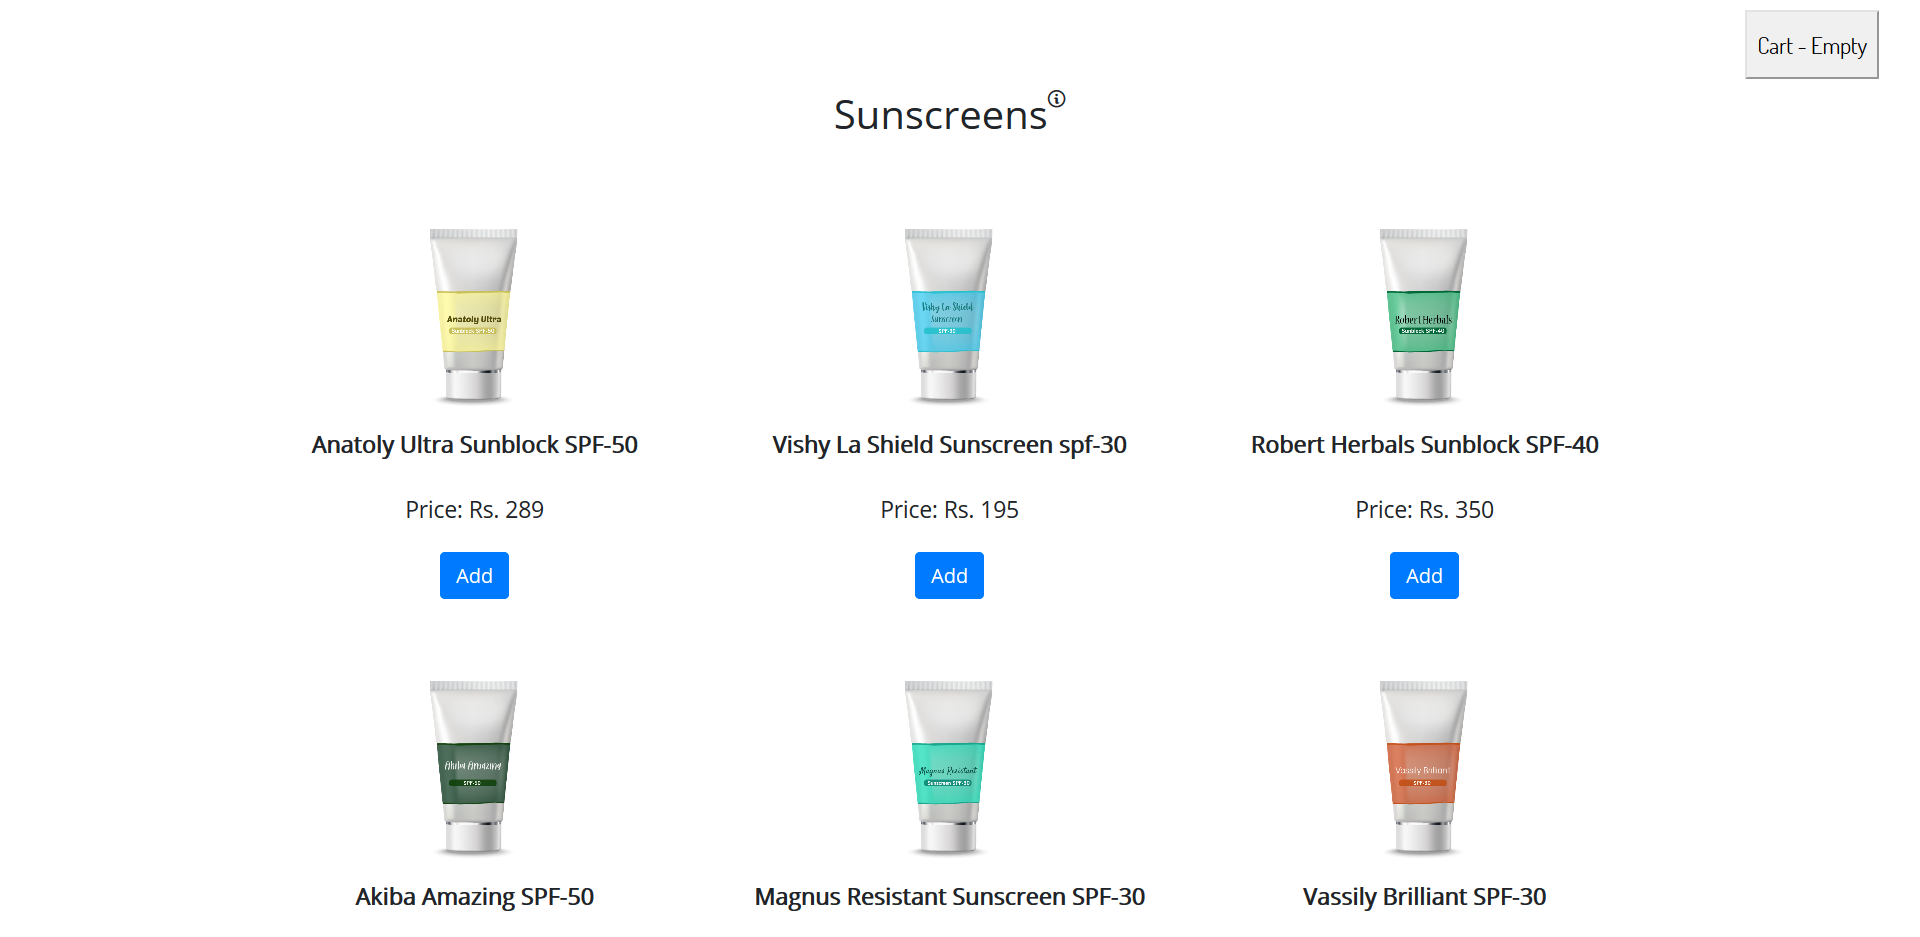 Cart - Empty
Sunscreens
Anatoly Ultra
Sunblock SPF-50
Vishy La Shield
Sunscreen
SPF-30
Robert Herbals
Sunblock SPF-40
Anatoly Ultra Sunblock SPF-50
Vishy La Shield Sunscreen spf-30
Robert Herbals Sunblock SPF-40
Price: Rs. 289
Price: Rs. 195
Price: Rs. 350
Add
Add
Add
Akiba Amazing
SPF-50
Magnus Resistant
Sunscreen SPF-30
Vassily Briliant
SPF-30
Akiba Amazing SPF-50
Magnus Resistant Sunscreen SPF-30
Vassily Brilliant SPF-30